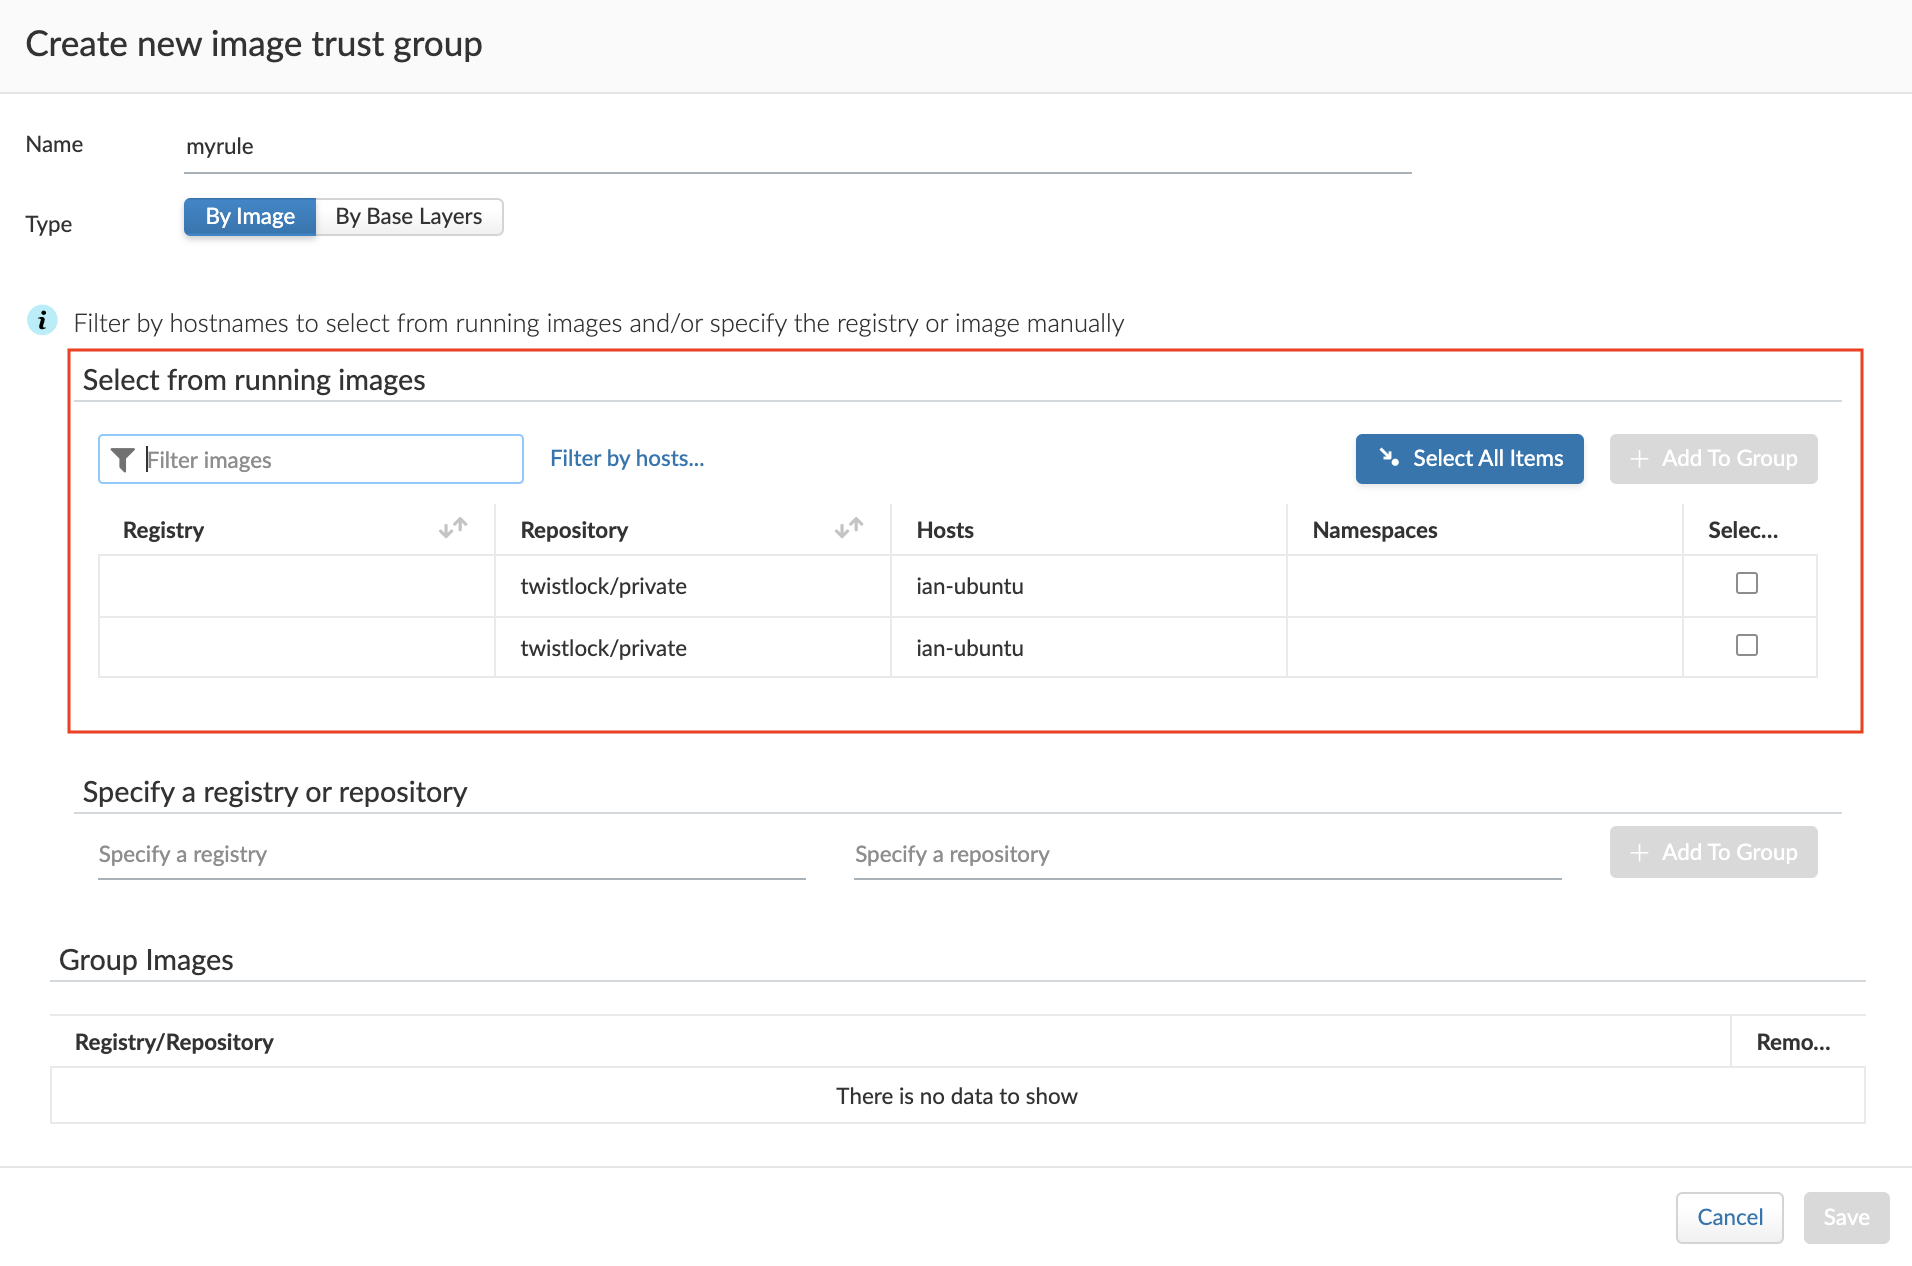 Create new image trust group
Name
myrule
Type
By Image
By Base Layers
i
Filter by hostnames to select from running images and/or specify the registry or image manually
Select from running images
Filter images
Filter by hosts...
Select All Items
+ Add To Group
Registry
Repository
Hosts
Namespaces
Selec...
twistlock/private
ian-ubuntu
twistlock/private
ian-ubuntu
Specify a registry or repository
Specify a registry
Specify a repository
+ Add To Group
Group Images
Registry/Repository
Remo...
There is no data to show
Cancel
Save